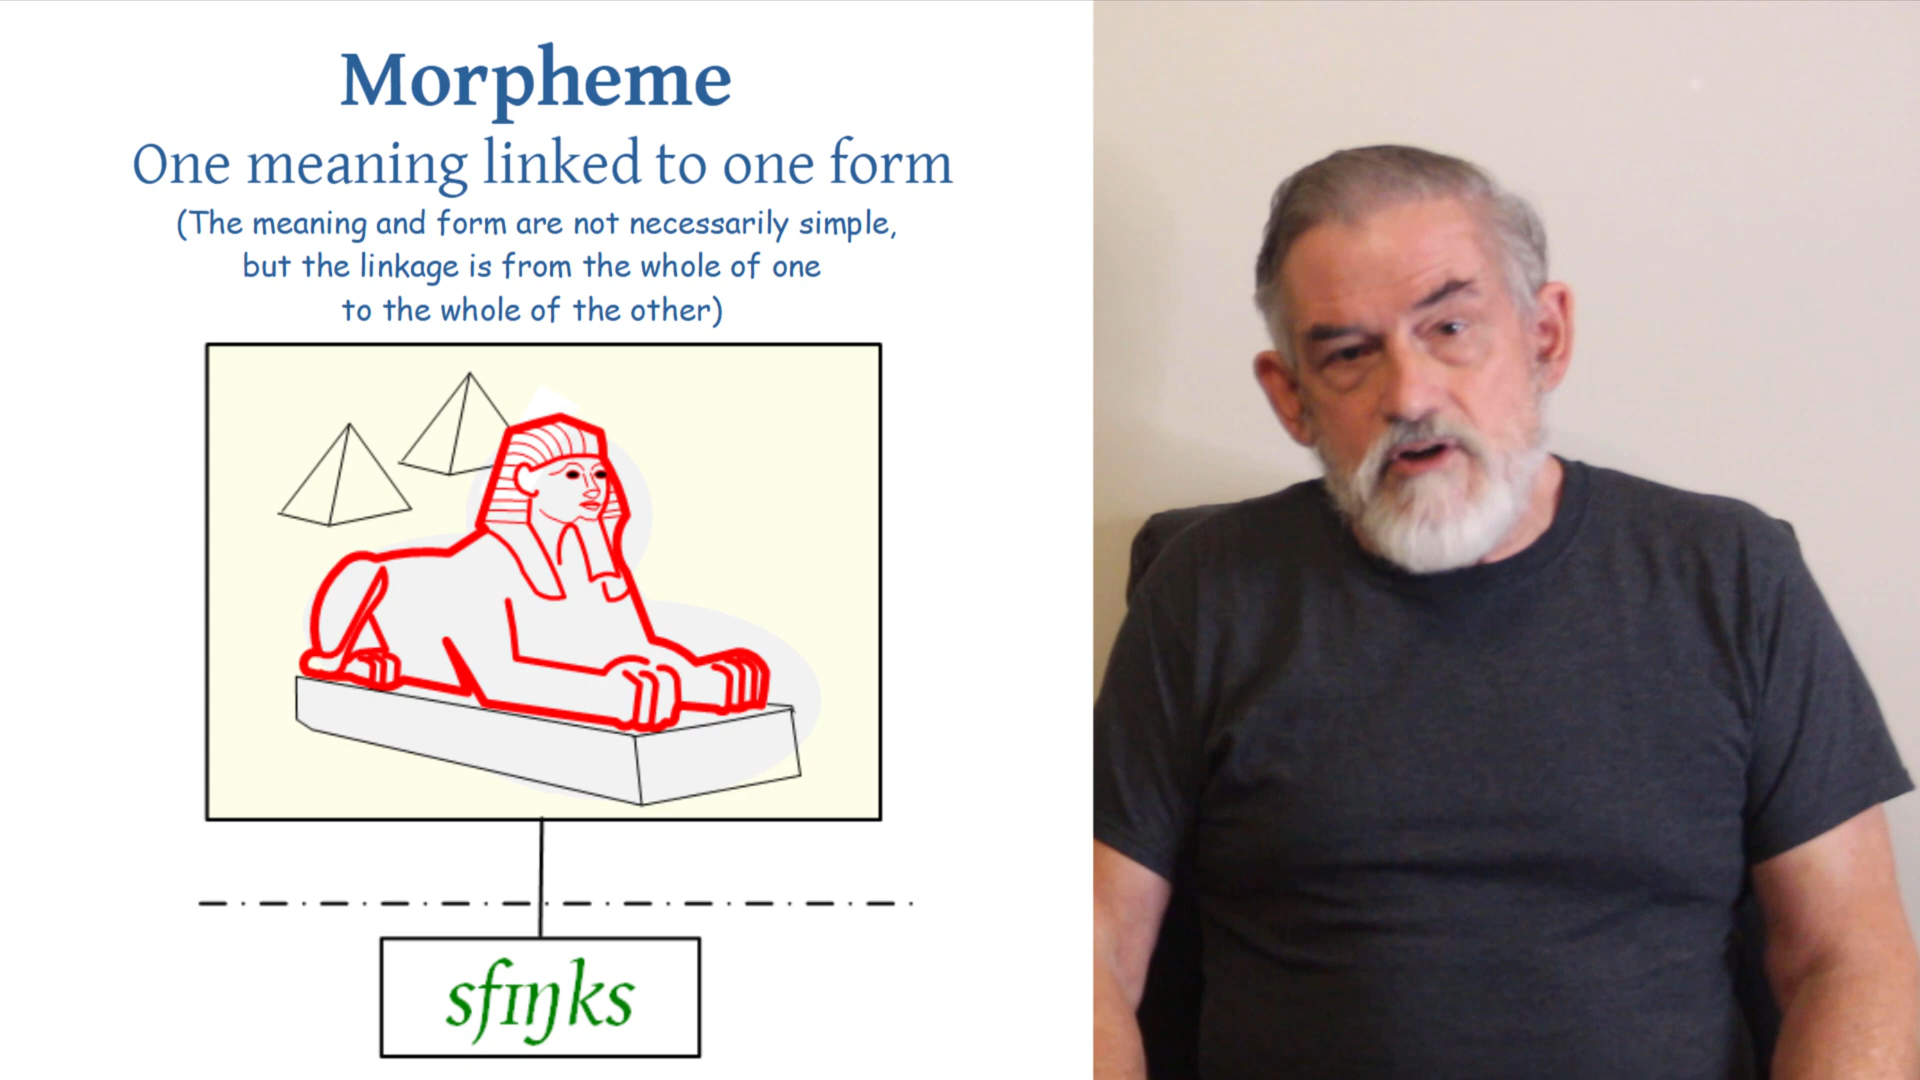 Morpheme
One meaning linked to one form
(The meaning and form are not necessarily simple,
but the linkage is from the whole of one
to the whole of the other)
sfɪŋks